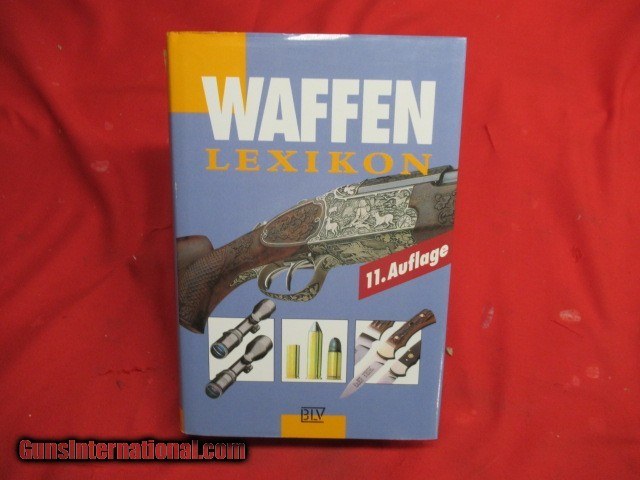 WAFFEN
LEXIKON
11. Auflage
BLV
GunsInternational.com